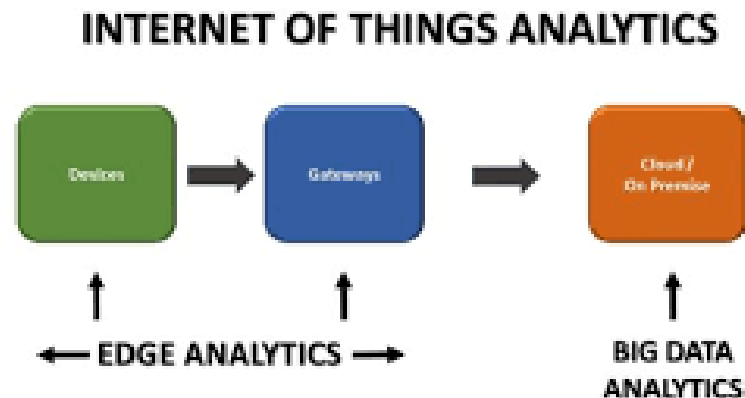 INTERNET OF THINGS ANALYTICS
Devices
Gateways
Cloud/
On Premise
EDGE ANALYTICS
BIG DATA
ANALYTICS